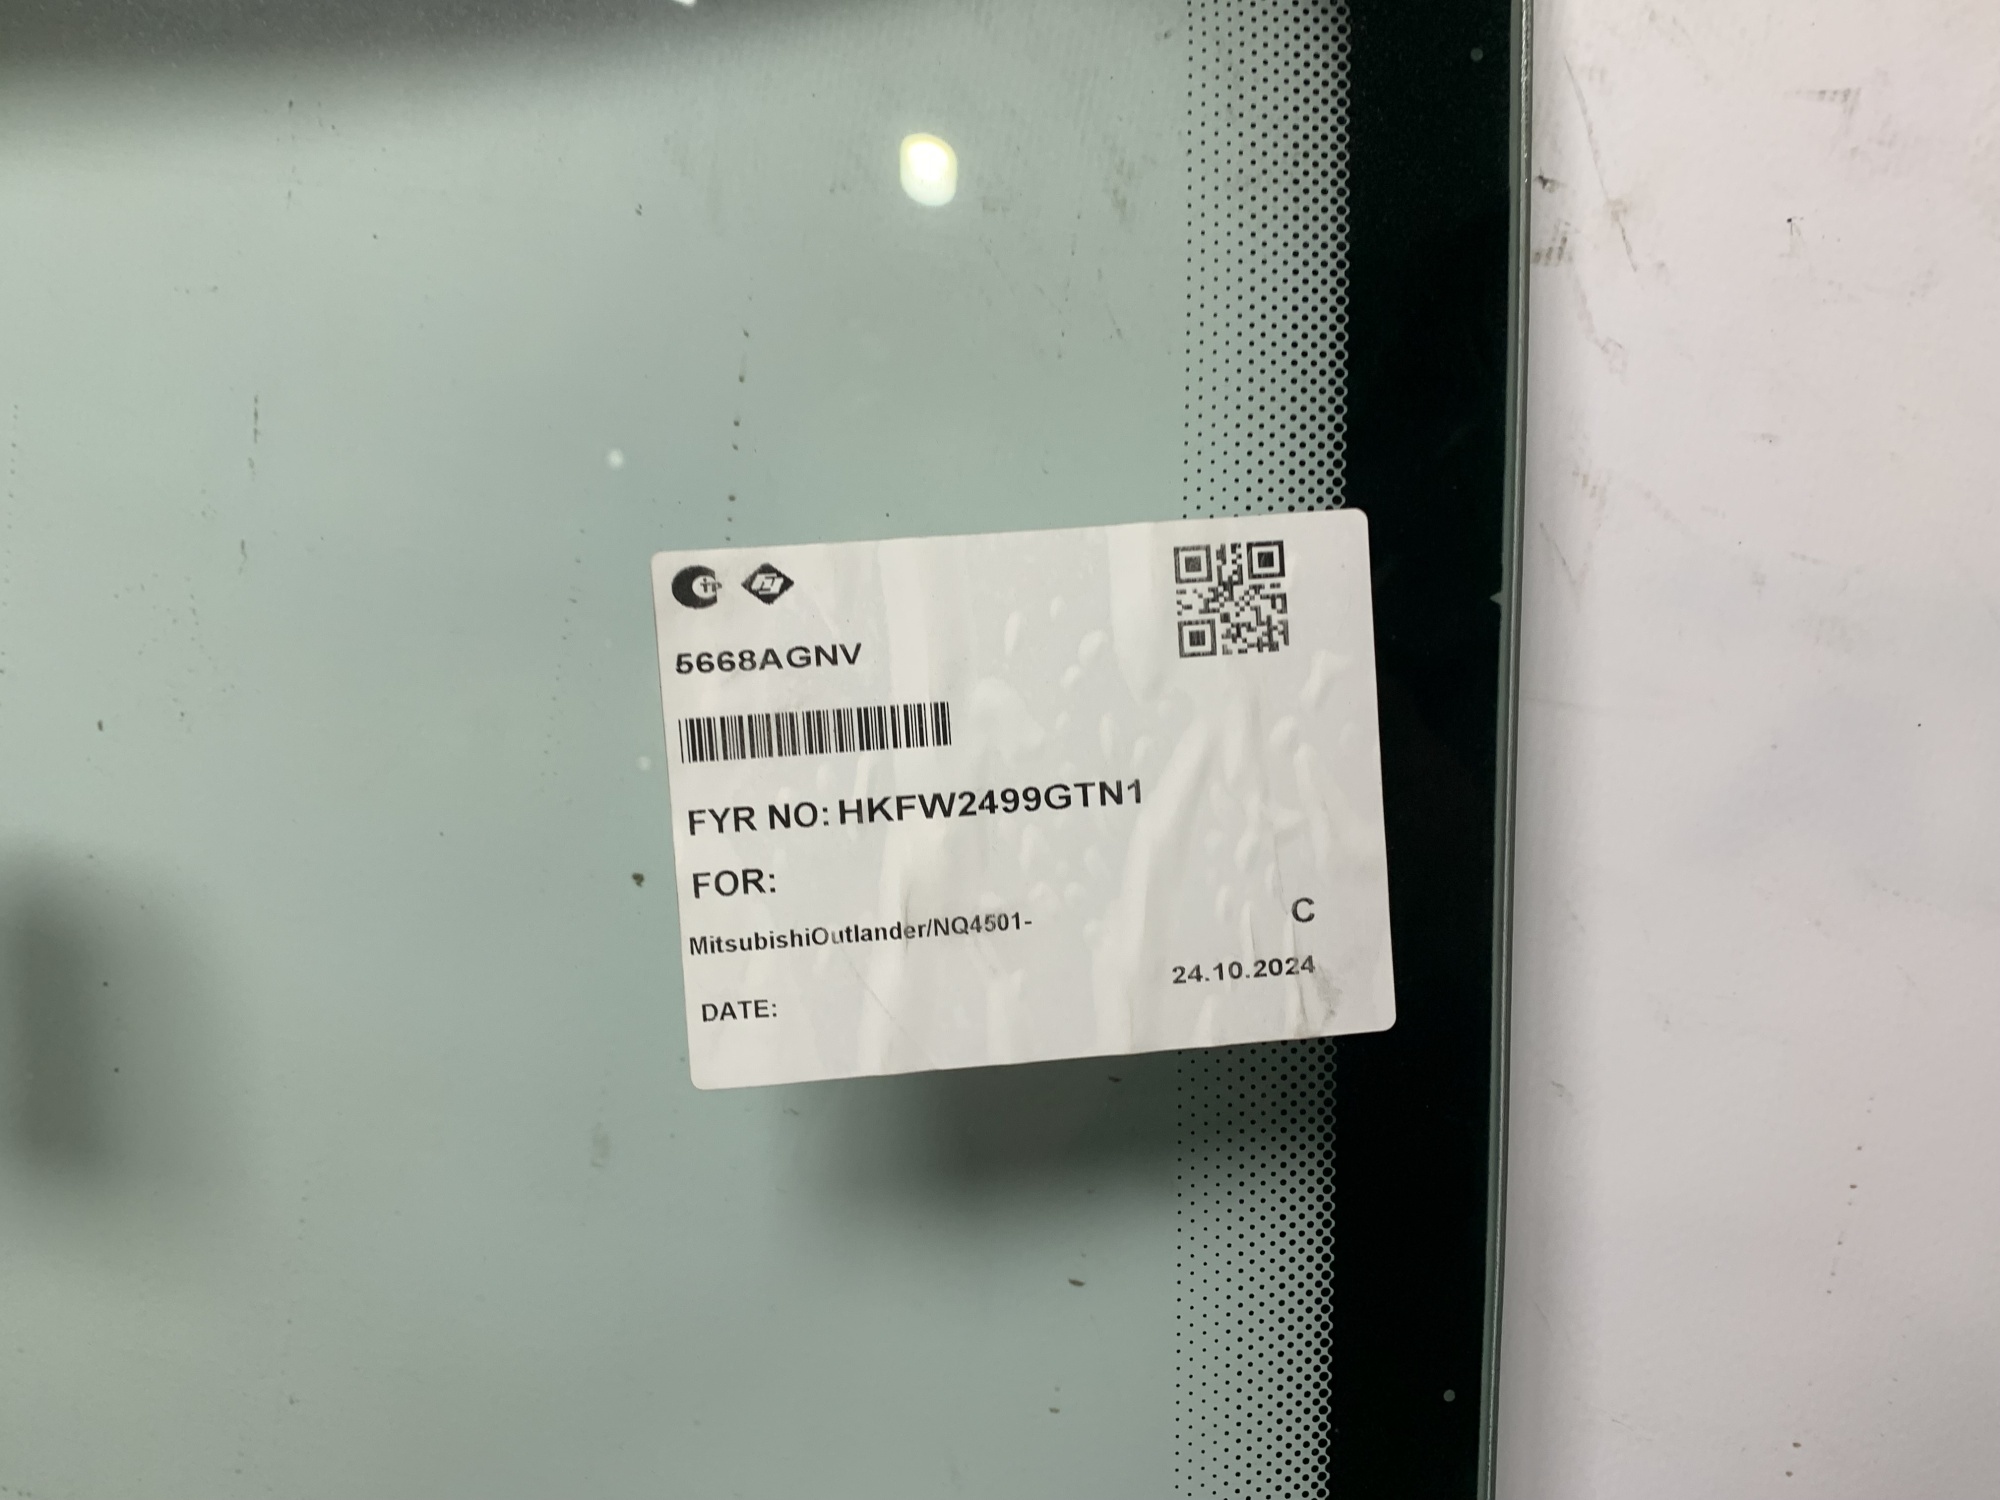 5668AGNV
FYR NO: HKFW2499GTN1
FOR:
MitsubishiOutlander/NQ4501-
C
24.10.2024
DATE: